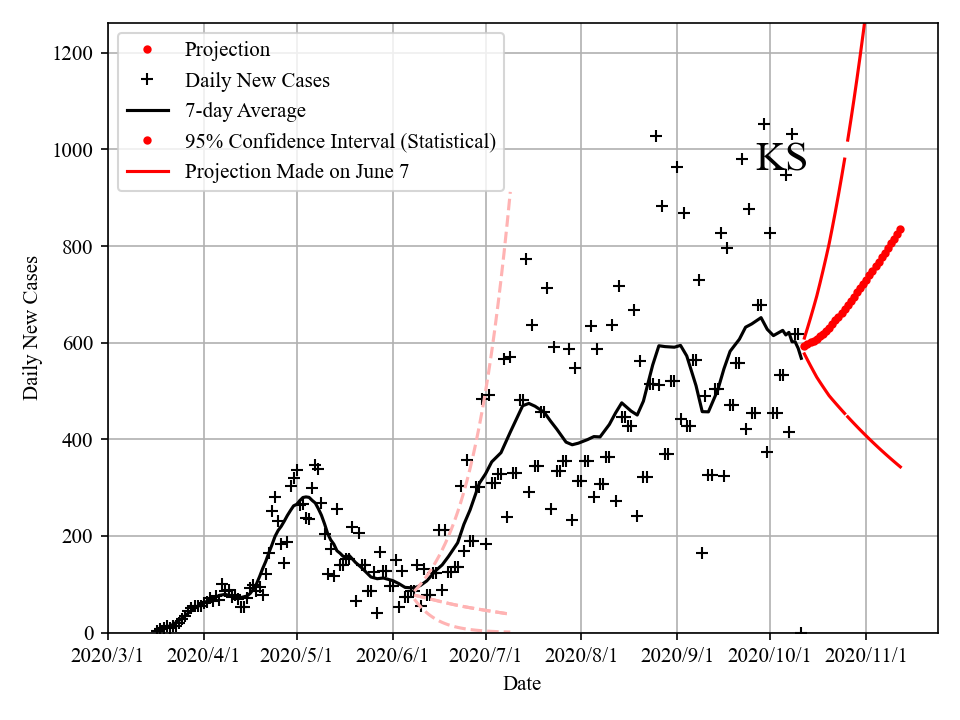 1200
1000
800
600
400
200
0
Daily New Cases
Projection
Daily New Cases
7-day Average
95% Confidence Interval (Statistical)
Projection Made on June 7
KS
2020/3/1 2020/4/1 2020/5/1 2020/6/1 2020/7/1 2020/8/1 2020/9/1 2020/10/1 2020/11/1
Date